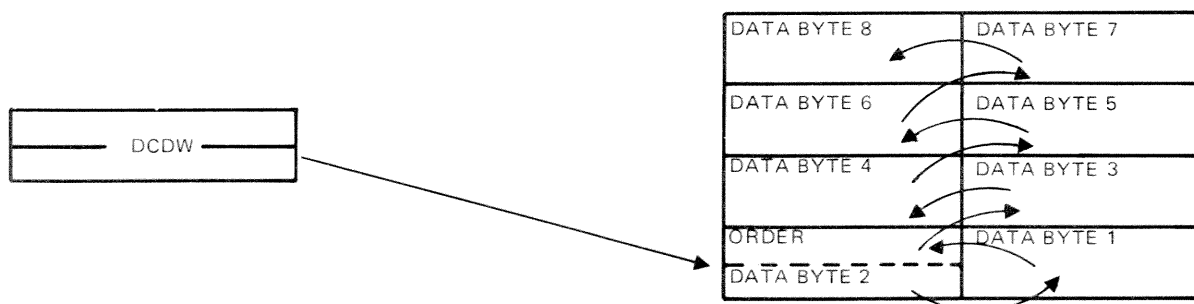 DCDW
DATA BYTE 8
DATA BYTE 7
DATA BYTE 6
DATA BYTE 5
DATA BYTE 4
DATA BYTE 3
ORDER
DATA BYTE 1
DATA BYTE 2